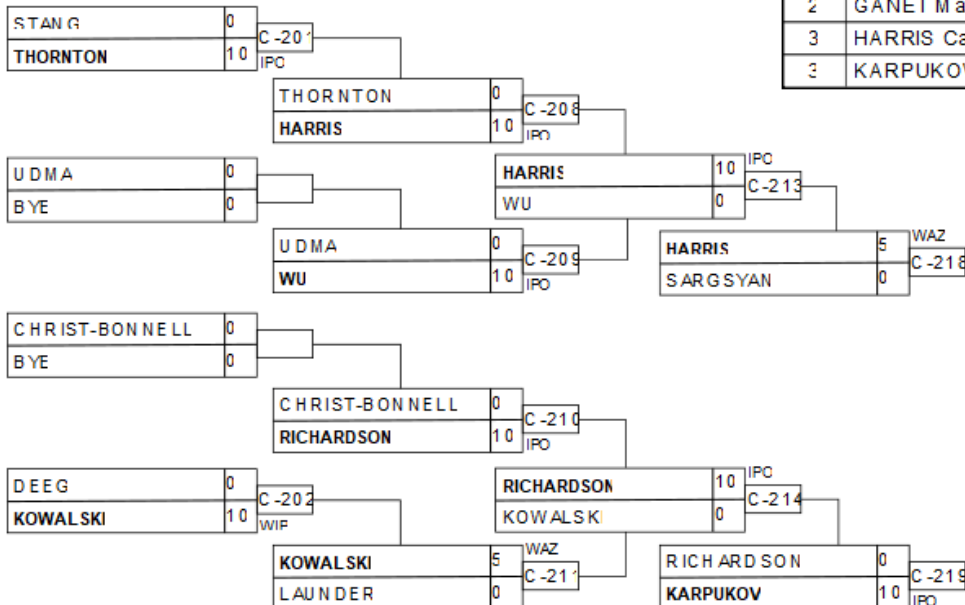 2 GANET Ma
3 HARRIS Ca
3 KARPUKOV
STANG 0
THORNTON 10
C-201
IPO
THORNTON 0
HARRIS 10
C-208
IPO
UDMA 0
BYE 0
HARRIS 10
WU 0
IPO
C-213
UDMA 0
WU 10
C-209
IPO
HARRIS 5
SARGSYAN 0
WAZ
C-218
CHRIST-BONNELL 0
BYE 0
CHRIST-BONNELL 0
RICHARDSON 10
C-210
IPO
DEEG 0
KOWALSKI 10
C-202
WIF
RICHARDSON 10
KOWALSKI 0
IPO
C-214
KOWALSKI 5
LAUNDER 0
WAZ
C-211
RICHARDSON 0
KARPUKOV 10
C-219
IPO